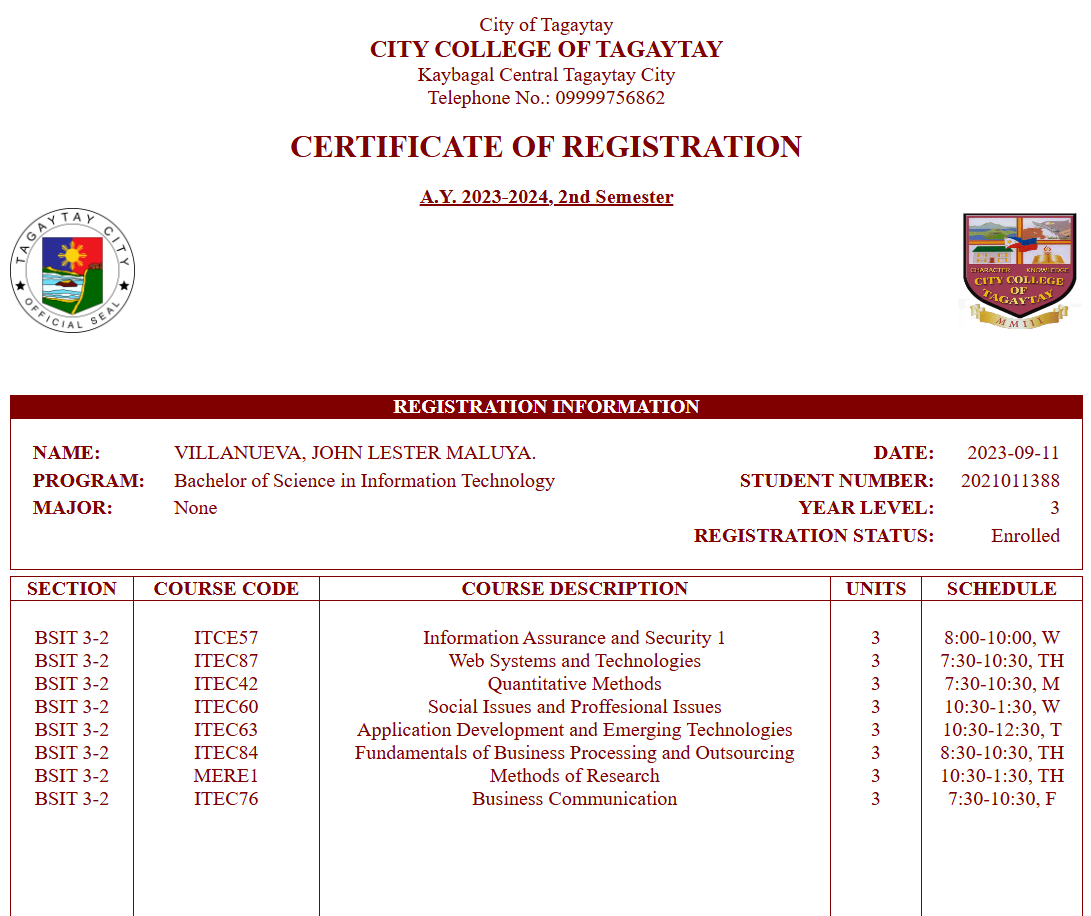 City of Tagaytay
CITY COLLEGE OF TAGAYTAY
Kaybagal Central Tagaytay City
Telephone No.: 09999756862
CERTIFICATE OF REGISTRATION
A.Y. 2023-2024, 2nd Semester
TAGAYTAY CITY
OFFICIAL SEAL
CHARACTER KNOWLEDGE
CITY COLLEGE
OF
TAGAYTAY
MMIII
REGISTRATION INFORMATION
NAME: VILLANUEVA, JOHN LESTER MALUYA. DATE: 2023-09-11
PROGRAM: Bachelor of Science in Information Technology STUDENT NUMBER: 2021011388
MAJOR: None YEAR LEVEL: 3
REGISTRATION STATUS: Enrolled
SECTION COURSE CODE COURSE DESCRIPTION UNITS SCHEDULE
BSIT 3-2 ITCE57 Information Assurance and Security 1 3 8:00-10:00, W
BSIT 3-2 ITEC87 Web Systems and Technologies 3 7:30-10:30, TH
BSIT 3-2 ITEC42 Quantitative Methods 3 7:30-10:30, M
BSIT 3-2 ITEC60 Social Issues and Proffesional Issues 3 10:30-1:30, W
BSIT 3-2 ITEC63 Application Development and Emerging Technologies 3 10:30-12:30, T
BSIT 3-2 ITEC84 Fundamentals of Business Processing and Outsourcing 3 8:30-10:30, TH
BSIT 3-2 MERE1 Methods of Research 3 10:30-1:30, TH
BSIT 3-2 ITEC76 Business Communication 3 7:30-10:30, F